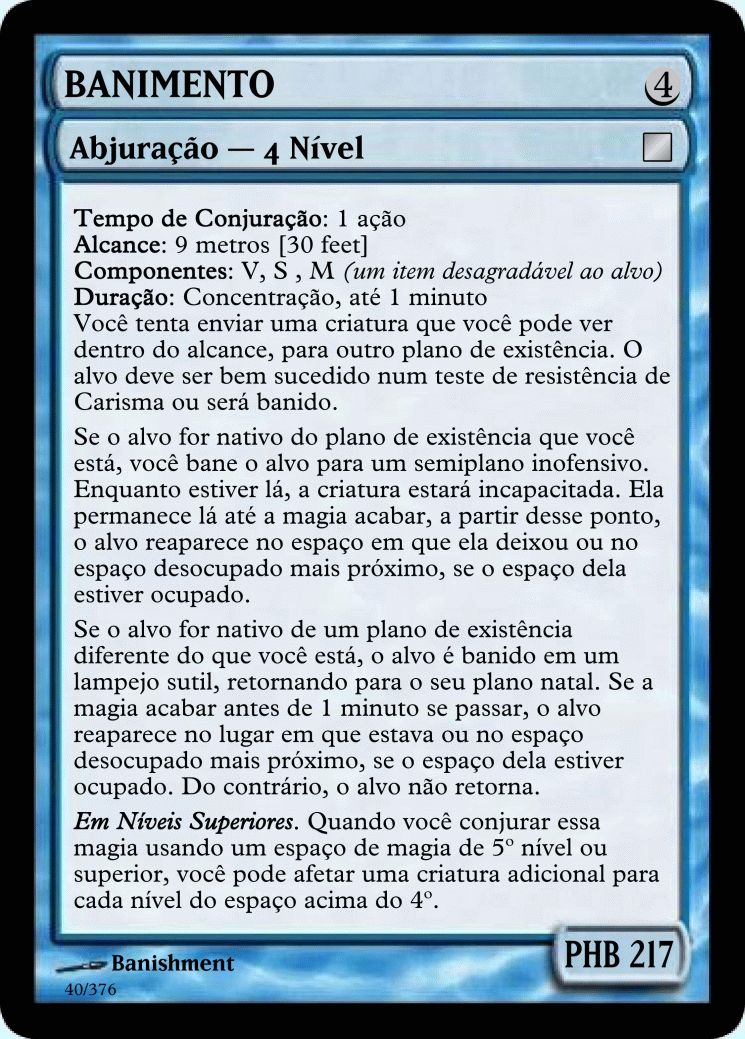 BANIMENTO
4
Abjuração — 4 Nível
Tempo de Conjuração: 1 ação
Alcance: 9 metros [30 feet]
Componentes: V, S , M (um item desagradável ao alvo)
Duração: Concentração, até 1 minuto
Você tenta enviar uma criatura que você pode ver
dentro do alcance, para outro plano de existência. O
alvo deve ser bem sucedido num teste de resistência de
Carisma ou será banido.
Se o alvo for nativo do plano de existência que você
está, você bane o alvo para um semiplano inofensivo.
Enquanto estiver lá, a criatura estará incapacitada. Ela
permanece lá até a magia acabar, a partir desse ponto,
o alvo reaparece no espaço em que ela deixou ou no
espaço desocupado mais próximo, se o espaço dela
estiver ocupado.
Se o alvo for nativo de um plano de existência
diferente do que você está, o alvo é banido em um
lampejo sutil, retornando para o seu plano natal. Se a
magia acabar antes de 1 minuto se passar, o alvo
reaparece no lugar em que estava ou no espaço
desocupado mais próximo, se o espaço dela estiver
ocupado. Do contrário, o alvo não retorna.
Em Níveis Superiores. Quando você conjurar essa
magia usando um espaço de magia de 5º nível ou
superior, você pode afetar uma criatura adicional para
cada nível do espaço acima do 4º.
PHB 217
Banishment
40/376